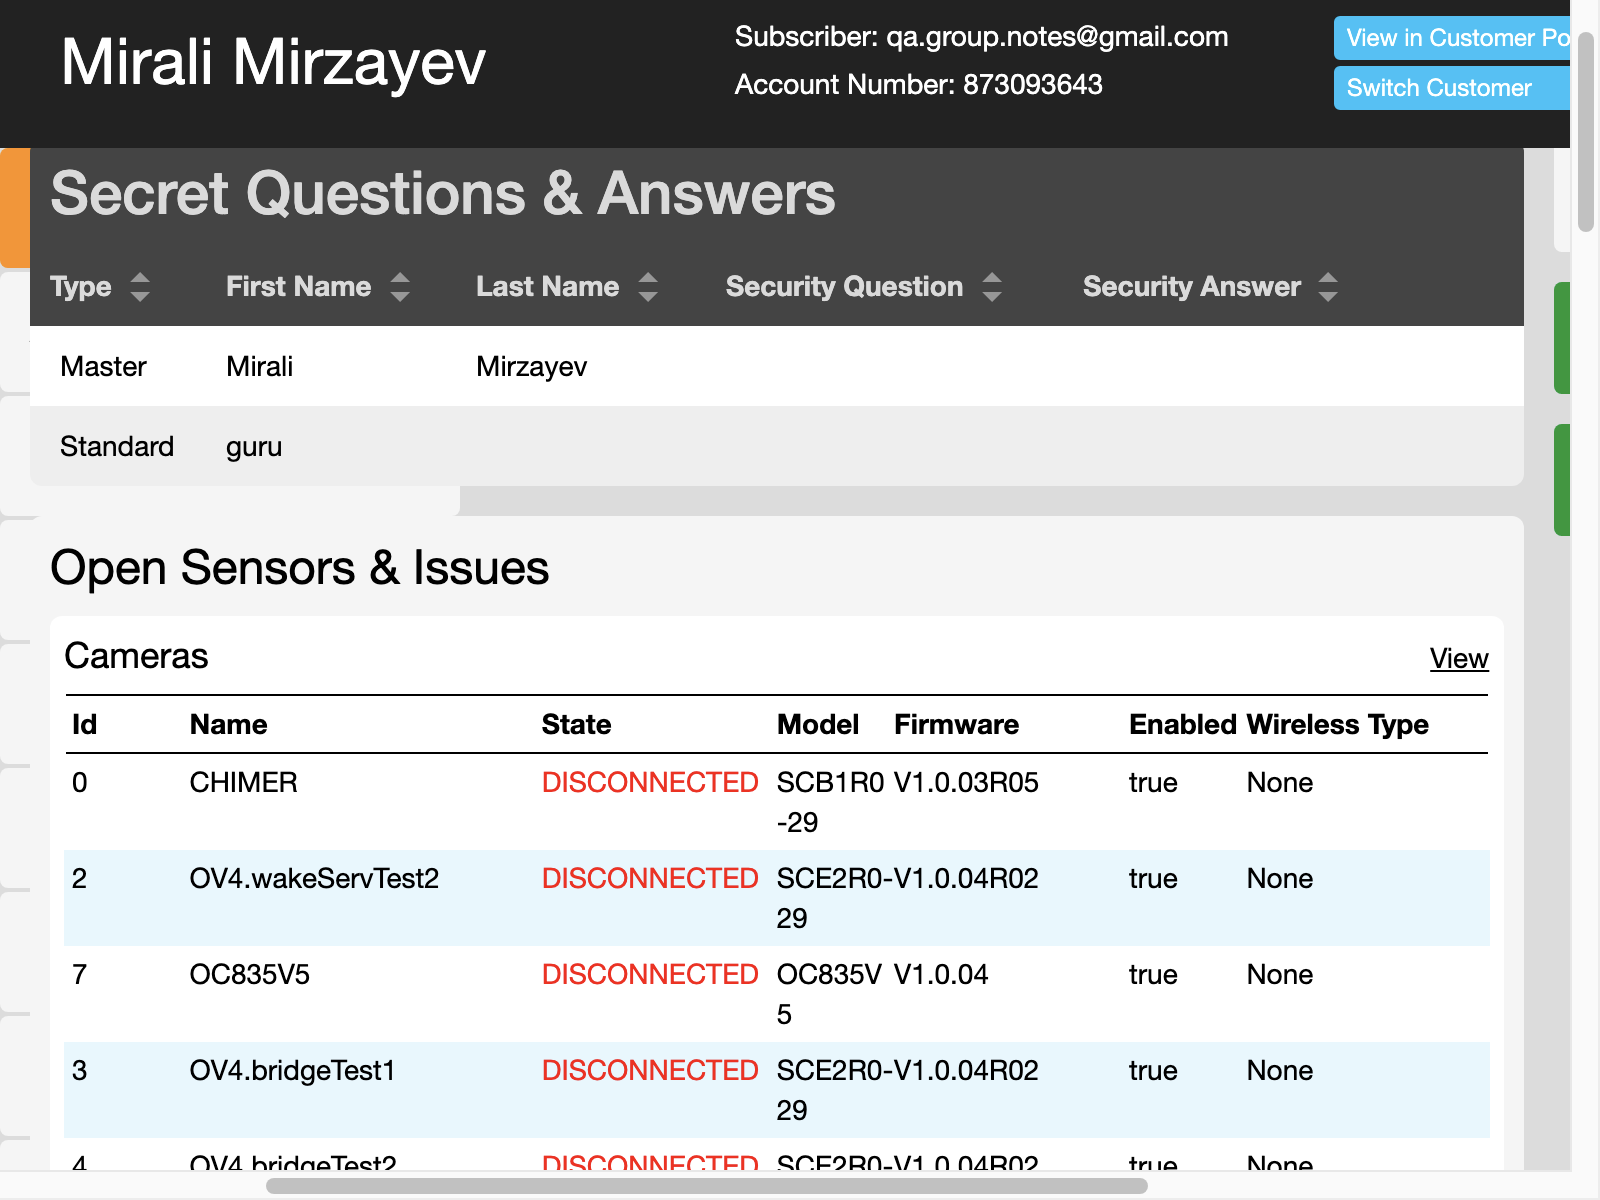 Mirali Mirzayev
Subscriber: qa.group.notes@gmail.com
Account Number: 873093643
View in Customer Po
Switch Customer
Secret Questions & Answers
Type First Name Last Name Security Question Security Answer
Master Mirali Mirzayev
Standard guru
Open Sensors & Issues
Cameras View
Id Name State Model Firmware Enabled Wireless Type
0 CHIMER DISCONNECTED SCB1R0 V1.0.03R05 true None
-29
2 OV4.wakeServTest2 DISCONNECTED SCE2R0- V1.0.04R02 true None
29
7 OC835V5 DISCONNECTED OC835V V1.0.04 true None
5
3 OV4.bridgeTest1 DISCONNECTED SCE2R0- V1.0.04R02 true None
29
4 OV4.bridgeTest2 DISCONNECTED SCE2R0- V1.0.04R02 true None